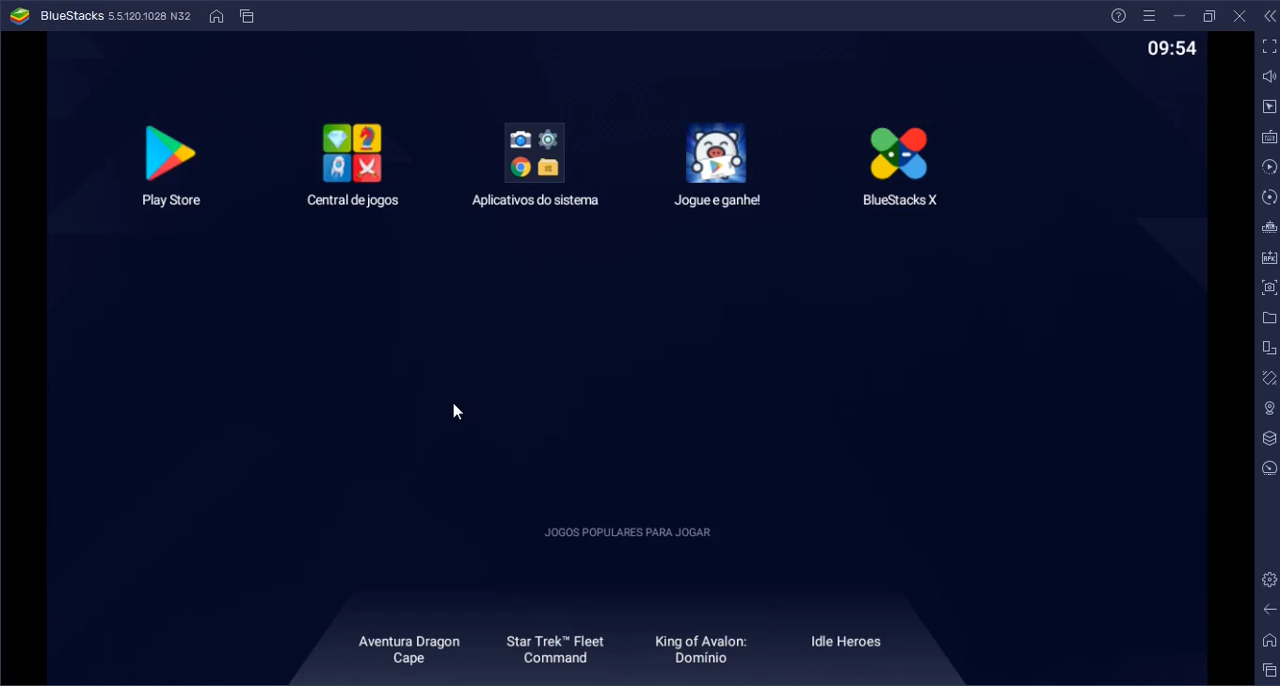 BlueStacks 5.5.120.1028 N32
09:54
Play Store
Central de jogos
Aplicativos do sistema
Jogue e ganhe!
BlueStacks X
JOGOS POPULARES PARA JOGAR
Aventura Dragon
Cape
Star Trek™ Fleet
Command
King of Avalon:
Domínio
Idle Heroes